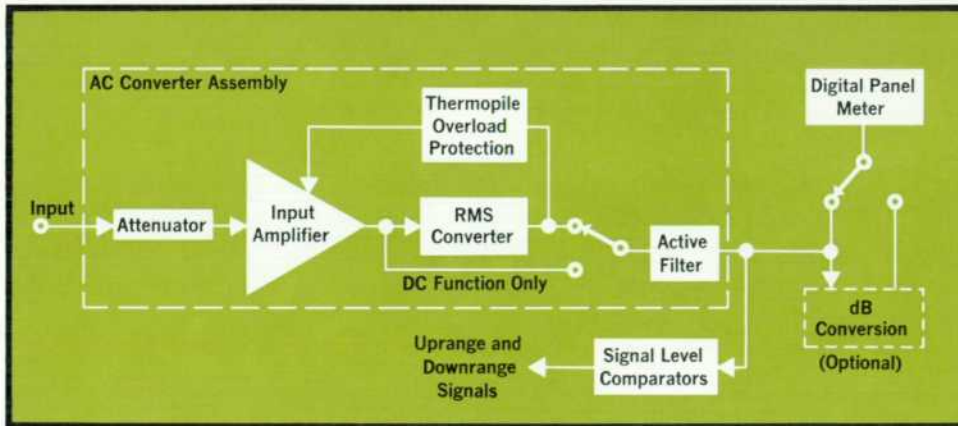 AC Converter Assembly
Thermopile
Overload
Protection
Digital Panel
Meter
Input
Attenuator
Input
Amplifier
RMS
Converter
Active
Filter
DC Function Only
dB
Conversion
(Optional)
Uprange and
Downrange
Signals
Signal Level
Comparators